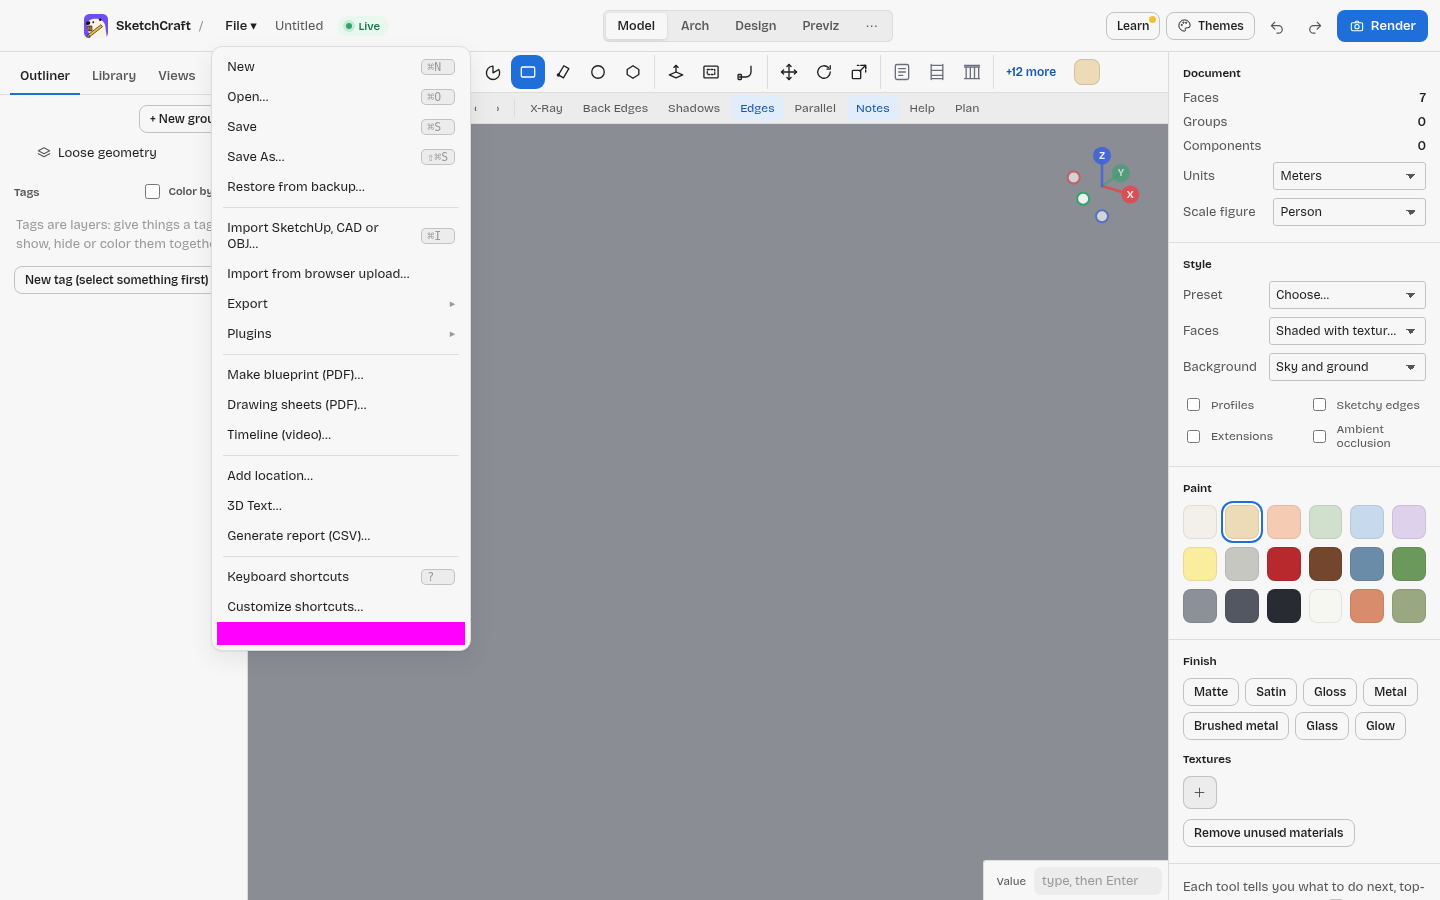 SketchCraft / File ▾ Untitled Live Model Arch Design Previz ··· Learn Themes Render
Outliner Library Views
+12 more
‹ › X-Ray Back Edges Shadows Edges Parallel Notes Help Plan
+ New grou
Loose geometry
Tags Color by
Tags are layers: give things a tag
show, hide or color them togethe
New tag (select something first)
New ⌘N
Open... ⌘O
Save ⌘S
Save As... ⇧⌘S
Restore from backup...
Import SketchUp, CAD or
OBJ... ⌘I
Import from browser upload...
Export ▸
Plugins ▸
Make blueprint (PDF)...
Drawing sheets (PDF)...
Timeline (video)...
Add location...
3D Text...
Generate report (CSV)...
Keyboard shortcuts ?
Customize shortcuts...
Z
Y
X
Value type, then Enter
Document
Faces 7
Groups 0
Components 0
Units Meters
Scale figure Person
Style
Preset Choose...
Faces Shaded with textur...
Background Sky and ground
Profiles Sketchy edges
Extensions Ambient
occlusion
Paint
Finish
Matte Satin Gloss Metal
Brushed metal Glass Glow
Textures
+
Remove unused materials
Each tool tells you what to do next, top-